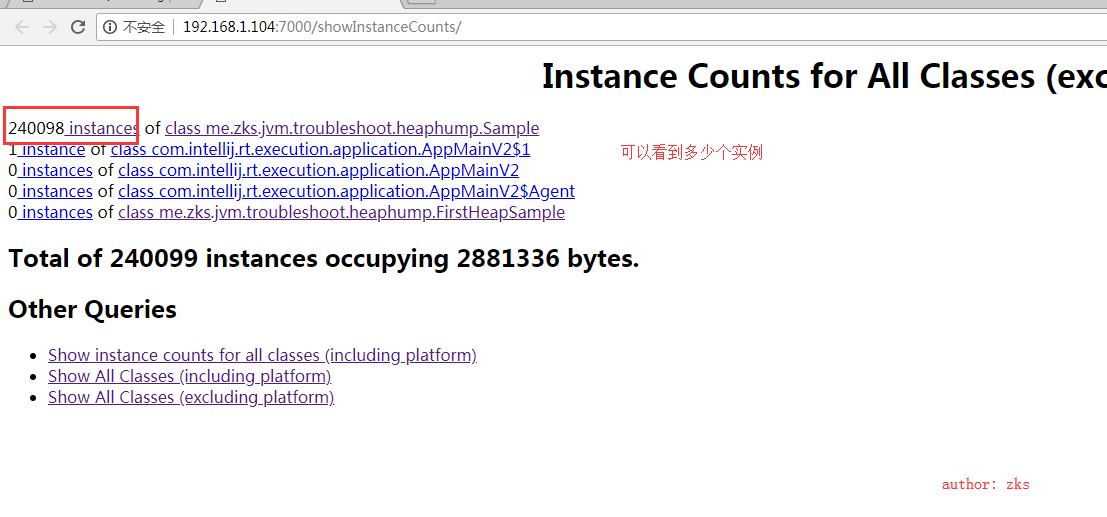 不安全 192.168.1.104:7000/showInstanceCounts/
Instance Counts for All Classes (exc
240098 instances of class me.zks.jvm.troubleshoot.heaphump.Sample
1 instance of class com.intellij.rt.execution.application.AppMainV2$1
可以看到多少个实例
0 instances of class com.intellij.rt.execution.application.AppMainV2
0 instances of class com.intellij.rt.execution.application.AppMainV2$Agent
0 instances of class me.zks.jvm.troubleshoot.heaphump.FirstHeapSample
Total of 240099 instances occupying 2881336 bytes.
Other Queries
Show instance counts for all classes (including platform)
Show All Classes (including platform)
Show All Classes (excluding platform)
author: zks